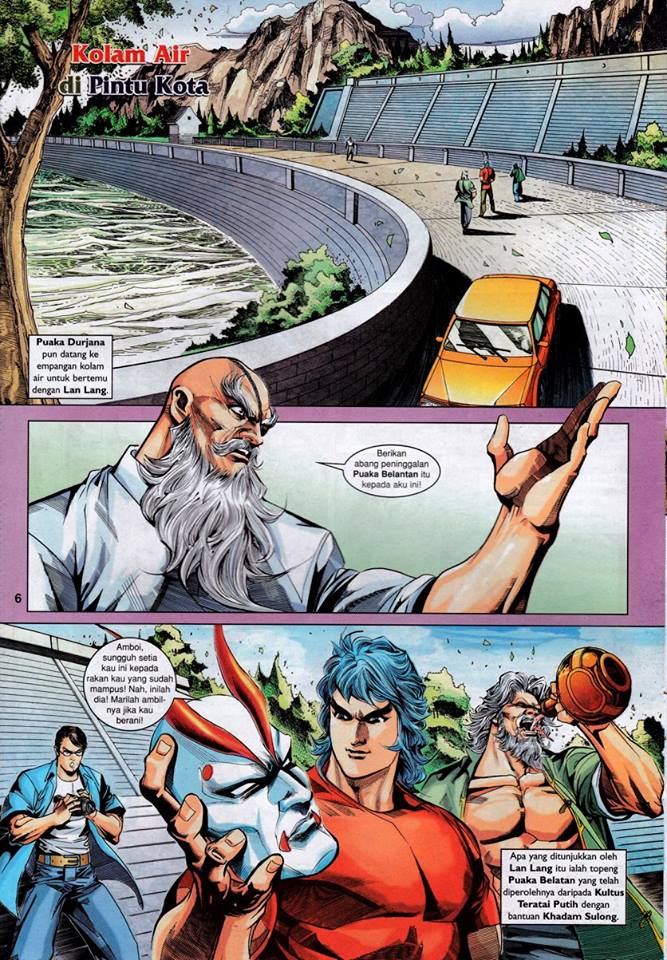 Kolam Air
di Pintu Kota
Puaka Durjana
pun datang ke
empangan kolam
air untuk bertemu
dengan Lan Lang.
Berikan
abang peninggalan
Puaka Belantan itu
kepada aku ini!
6
Amboi,
sungguh setia
kau ini kepada
rakan kau yang sudah
mampus! Nah, inilah
dia! Marilah ambil-
nya jika kau
berani!
Apa yang ditunjukkan oleh
Lan Lang itu ialah topeng
Puaka Belatan yang telah
diperolehnya daripada Kultus
Teratai Putih dengan
bantuan Khadam Sulong.